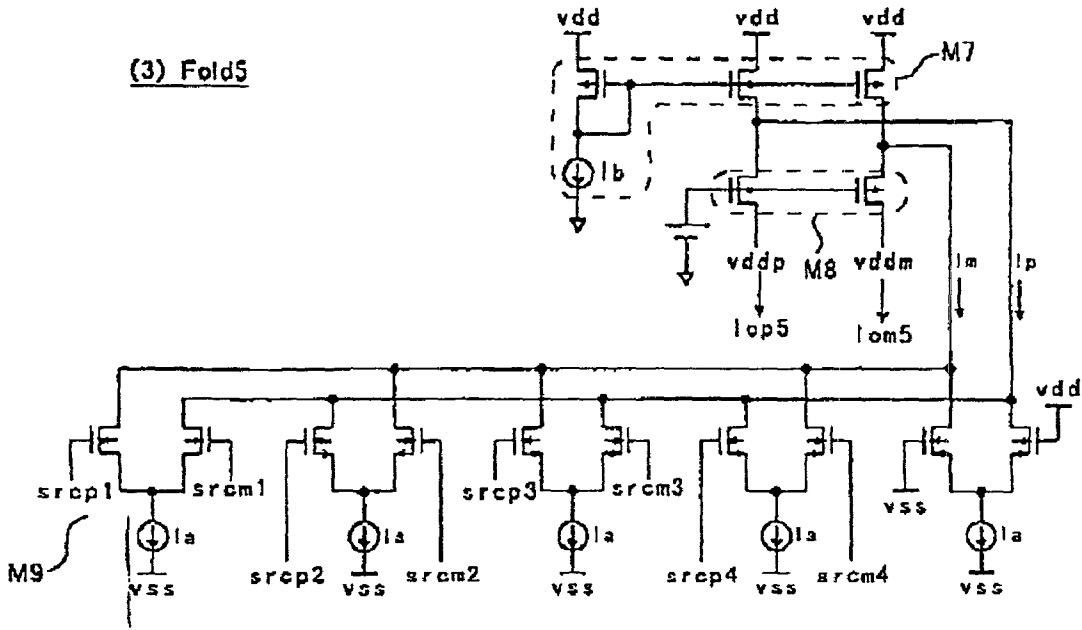 (3) Fold5
vdd
vdd
vdd
M7
Ib
M8
vddp
vddm
Im
Ip
Iop5
Iom5
vdd
srcp1
srcm1
srcp3
srcm3
vss
Ia
Ia
Ia
Ia
Ia
M9
srcp2
srcm2
srcp4
srcm4
vss
vss
vss
vss
vss